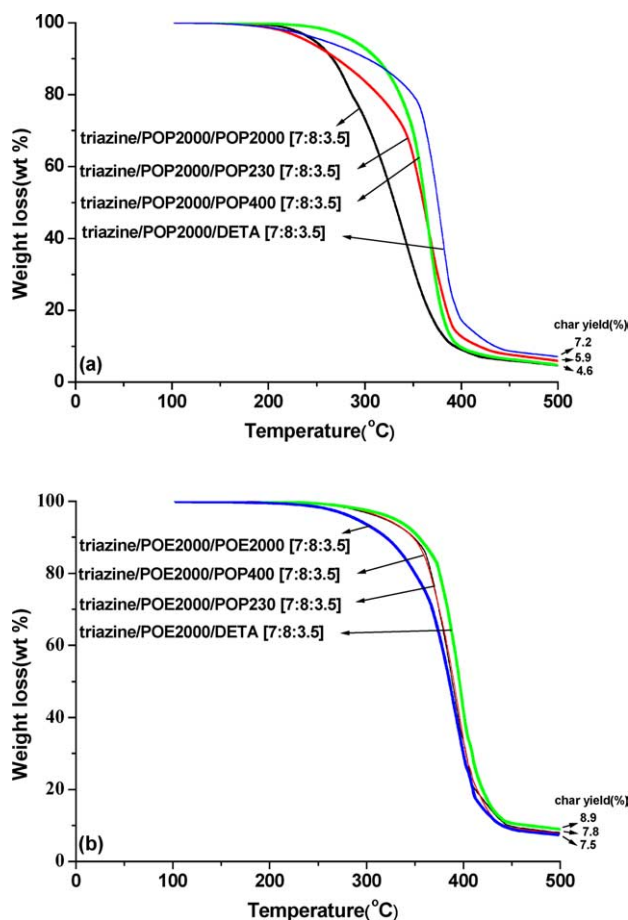 100
80
60
40
20
0
Weight loss(wt %)
triazine/POP2000/POP2000 [7:8:3.5]
triazine/POP2000/POP230 [7:8:3.5]
triazine/POP2000/POP400 [7:8:3.5]
triazine/POP2000/DETA [7:8:3.5]
char yield(%)
7.2
5.9
4.6
(a)
0 100 200 300 400 500
Temperature(°C)
100
80
60
40
20
0
Weight loss(wt %)
triazine/POE2000/POE2000 [7:8:3.5]
triazine/POE2000/POP400 [7:8:3.5]
triazine/POE2000/POP230 [7:8:3.5]
triazine/POE2000/DETA [7:8:3.5]
char yield(%)
8.9
7.8
7.5
(b)
0 100 200 300 400 500
Temperature(°C)